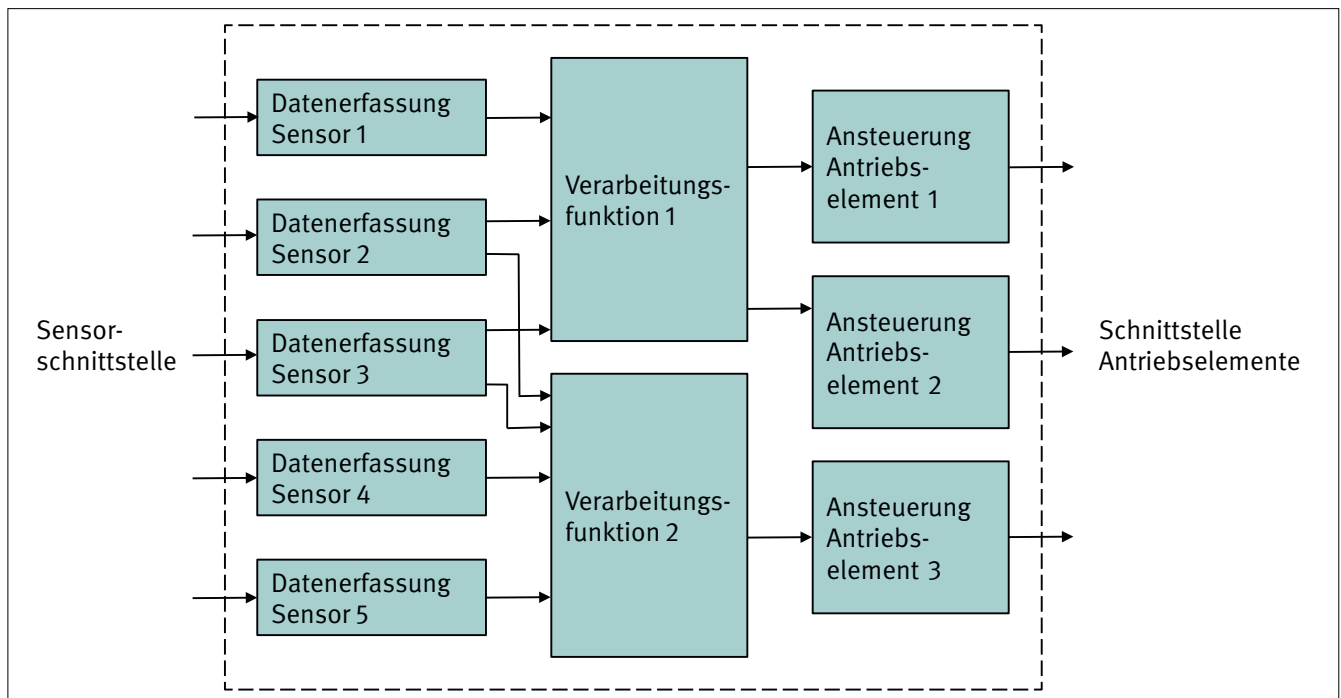 Sensor-
schnittstelle
Datenerfassung
Sensor 1
Datenerfassung
Sensor 2
Datenerfassung
Sensor 3
Datenerfassung
Sensor 4
Datenerfassung
Sensor 5
Verarbeitungs-
funktion 1
Verarbeitungs-
funktion 2
Ansteuerung
Antriebs-
element 1
Ansteuerung
Antriebs-
element 2
Ansteuerung
Antriebs-
element 3
Schnittstelle
Antriebselemente